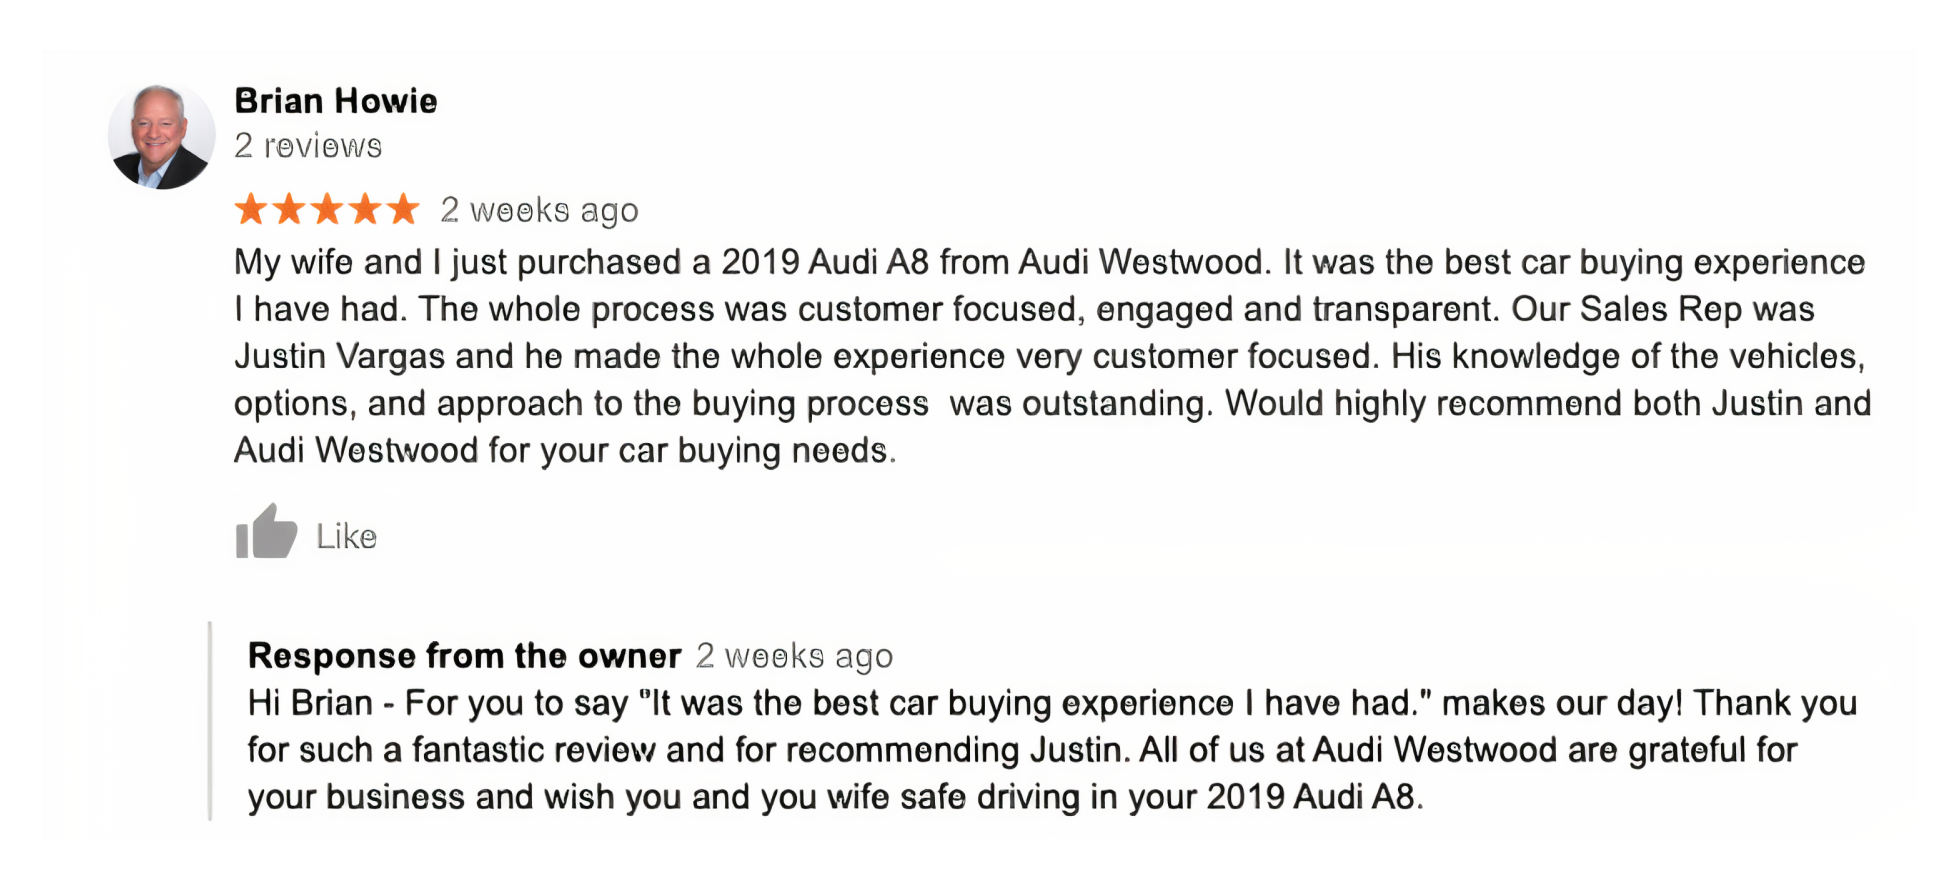 Brian Howie
2 reviews
2 weeks ago
My wife and I just purchased a 2019 Audi A8 from Audi Westwood. It was the best car buying experience
I have had. The whole process was customer focused, engaged and transparent. Our Sales Rep was
Justin Vargas and he made the whole experience very customer focused. His knowledge of the vehicles,
options, and approach to the buying process  was outstanding. Would highly recommend both Justin and
Audi Westwood for your car buying needs.
Like
Response from the owner 2 weeks ago
Hi Brian - For you to say "It was the best car buying experience I have had." makes our day! Thank you
for such a fantastic review and for recommending Justin. All of us at Audi Westwood are grateful for
your business and wish you and you wife safe driving in your 2019 Audi A8.